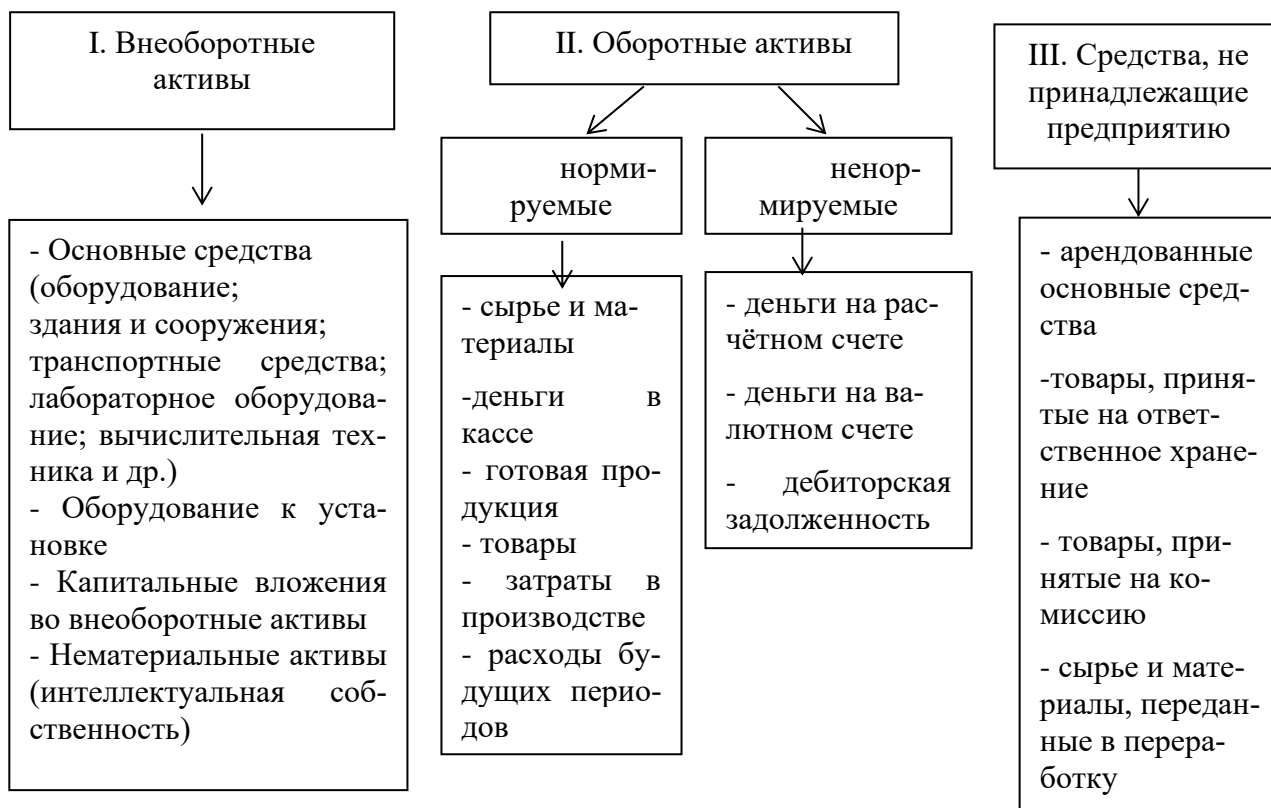 I. Внеоборотные
активы
II. Оборотные активы
III. Средства, не
принадлежащие
предприятию
норми-
руемые
ненор-
мируемые
- Основные средства
(оборудование;
здания и сооружения;
транспортные средства;
лабораторное оборудова-
ние; вычислительная тех-
ника и др.)
- Оборудование к уста-
новке
- Капитальные вложения
во внеоборотные активы
- Нематериальные активы
(интеллектуальная соб-
ственность)
- сырье и ма-
териалы
-деньги в
кассе
- готовая про-
дукция
- товары
- затраты в
производстве
- расходы бу-
дущих перио-
дов
- деньги на рас-
чётном счете
- деньги на ва-
лютном счете
- дебиторская
задолженность
- арендованные
основные сред-
ства
-товары, приня-
тые на ответ-
ственное хране-
ние
- товары, при-
нятые на ко-
миссию
- сырье и мате-
риалы, передан-
ные в перера-
ботку